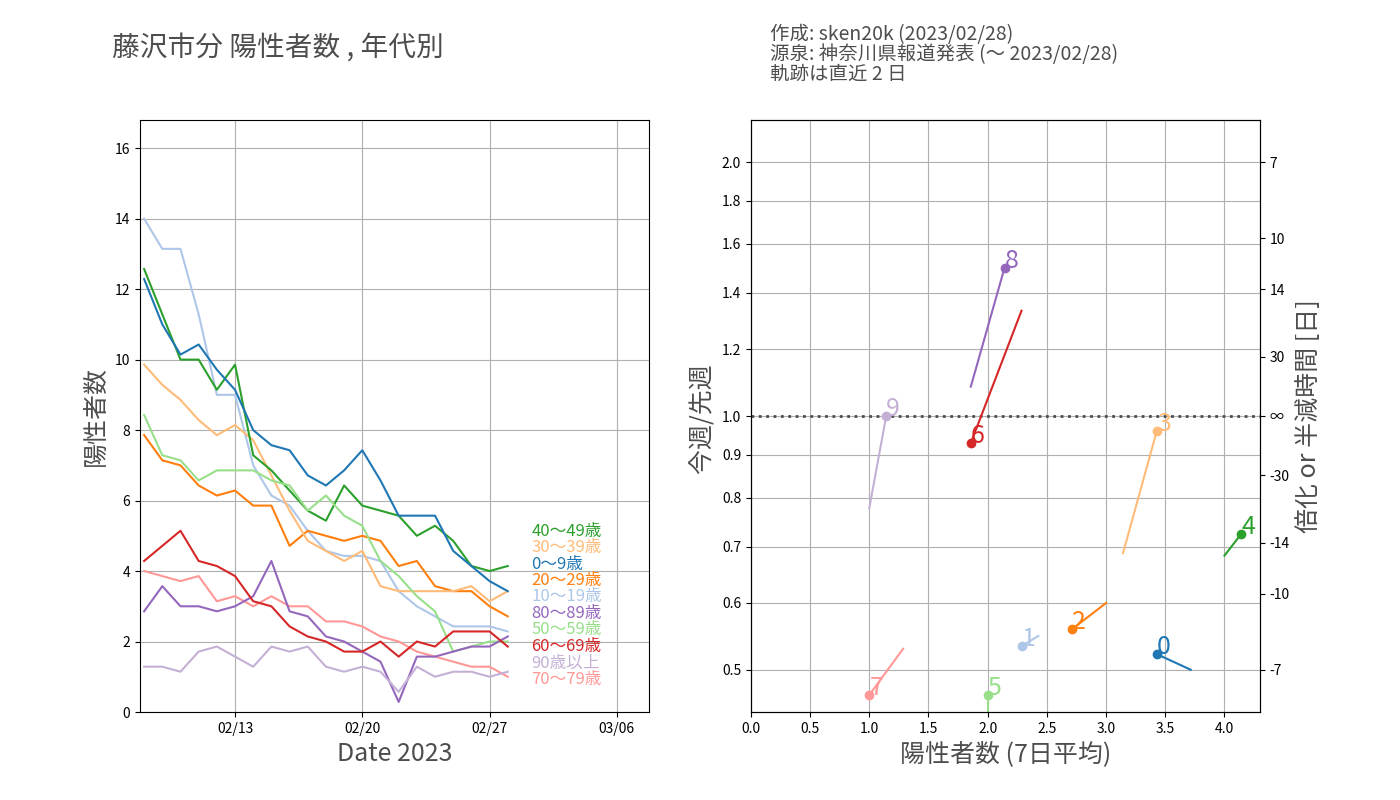 藤沢市分 陽性者数 , 年代別
作成: sken20k (2023/02/28)
源泉: 神奈川県報道発表 (〜 2023/02/28)
軌跡は直近 2 日
陽性者数
16
14
12
10
8
6
4
2
0
02/13
02/20
02/27
03/06
Date 2023
40〜49歳
30〜39歳
0〜9歳
20〜29歳
10〜19歳
80〜89歳
50〜59歳
60〜69歳
90歳以上
70〜79歳
今週/先週
2.0
1.8
1.6
1.4
1.2
1.0
0.9
0.8
0.7
0.6
0.5
8
9
6
3
4
2
1
0
7
5
0.0
0.5
1.0
1.5
2.0
2.5
3.0
3.5
4.0
陽性者数 (7日平均)
7
10
14
30
∞
-30
-14
-10
-7
倍化 or 半減時間 [日]